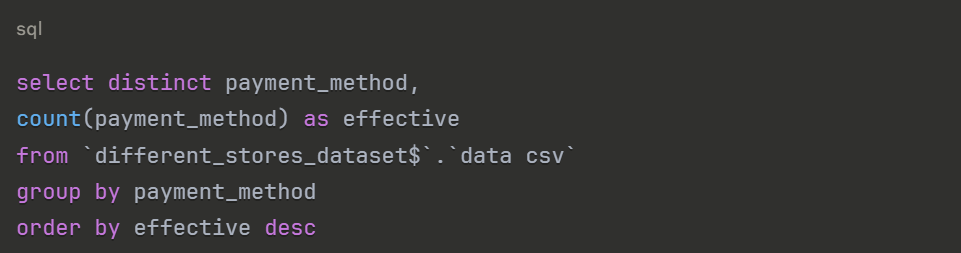 sql
select distinct payment_method,
count(payment_method) as effective
from `different_stores_dataset$`.`data csv`
group by payment_method
order by effective desc